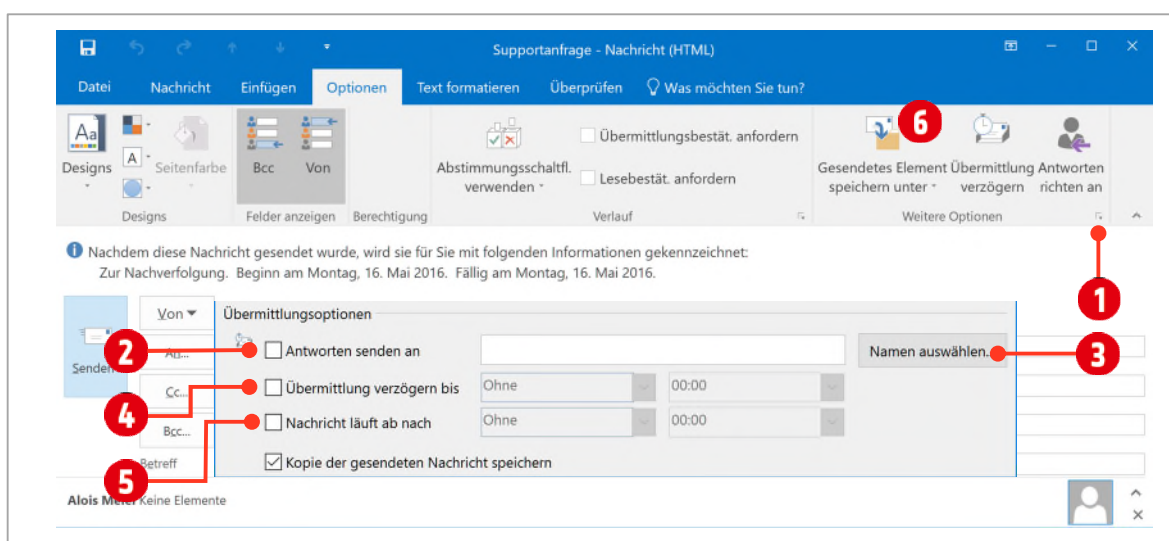 Supportanfrage - Nachricht (HTML)
Datei Nachricht Einfügen Optionen Text formatieren Überprüfen Was möchten Sie tun?
Aa
A
Designs
Seitenfarbe
Bcc
Von
Abstimmungsschaltfl.
verwenden
Übermittlungsbestät. anfordern
Lesebestät. anfordern
6
Gesendetes Element
speichern unter
Übermittlung
verzögern
Antworten
richten an
Designs
Felder anzeigen
Berechtigung
Verlauf
Weitere Optionen
Nachdem diese Nachricht gesendet wurde, wird sie für Sie mit folgenden Informationen gekennzeichnet:
Zur Nachverfolgung. Beginn am Montag, 16. Mai 2016. Fällig am Montag, 16. Mai 2016.
1
Von
Übermittlungsoptionen
2
An...
Senden
Antworten senden an
Namen auswählen...
3
Cc...
4
Übermittlung verzögern bis
Ohne
00:00
Bcc...
Nachricht läuft ab nach
Ohne
00:00
5
Betreff
Kopie der gesendeten Nachricht speichern
Alois Meier Keine Elemente